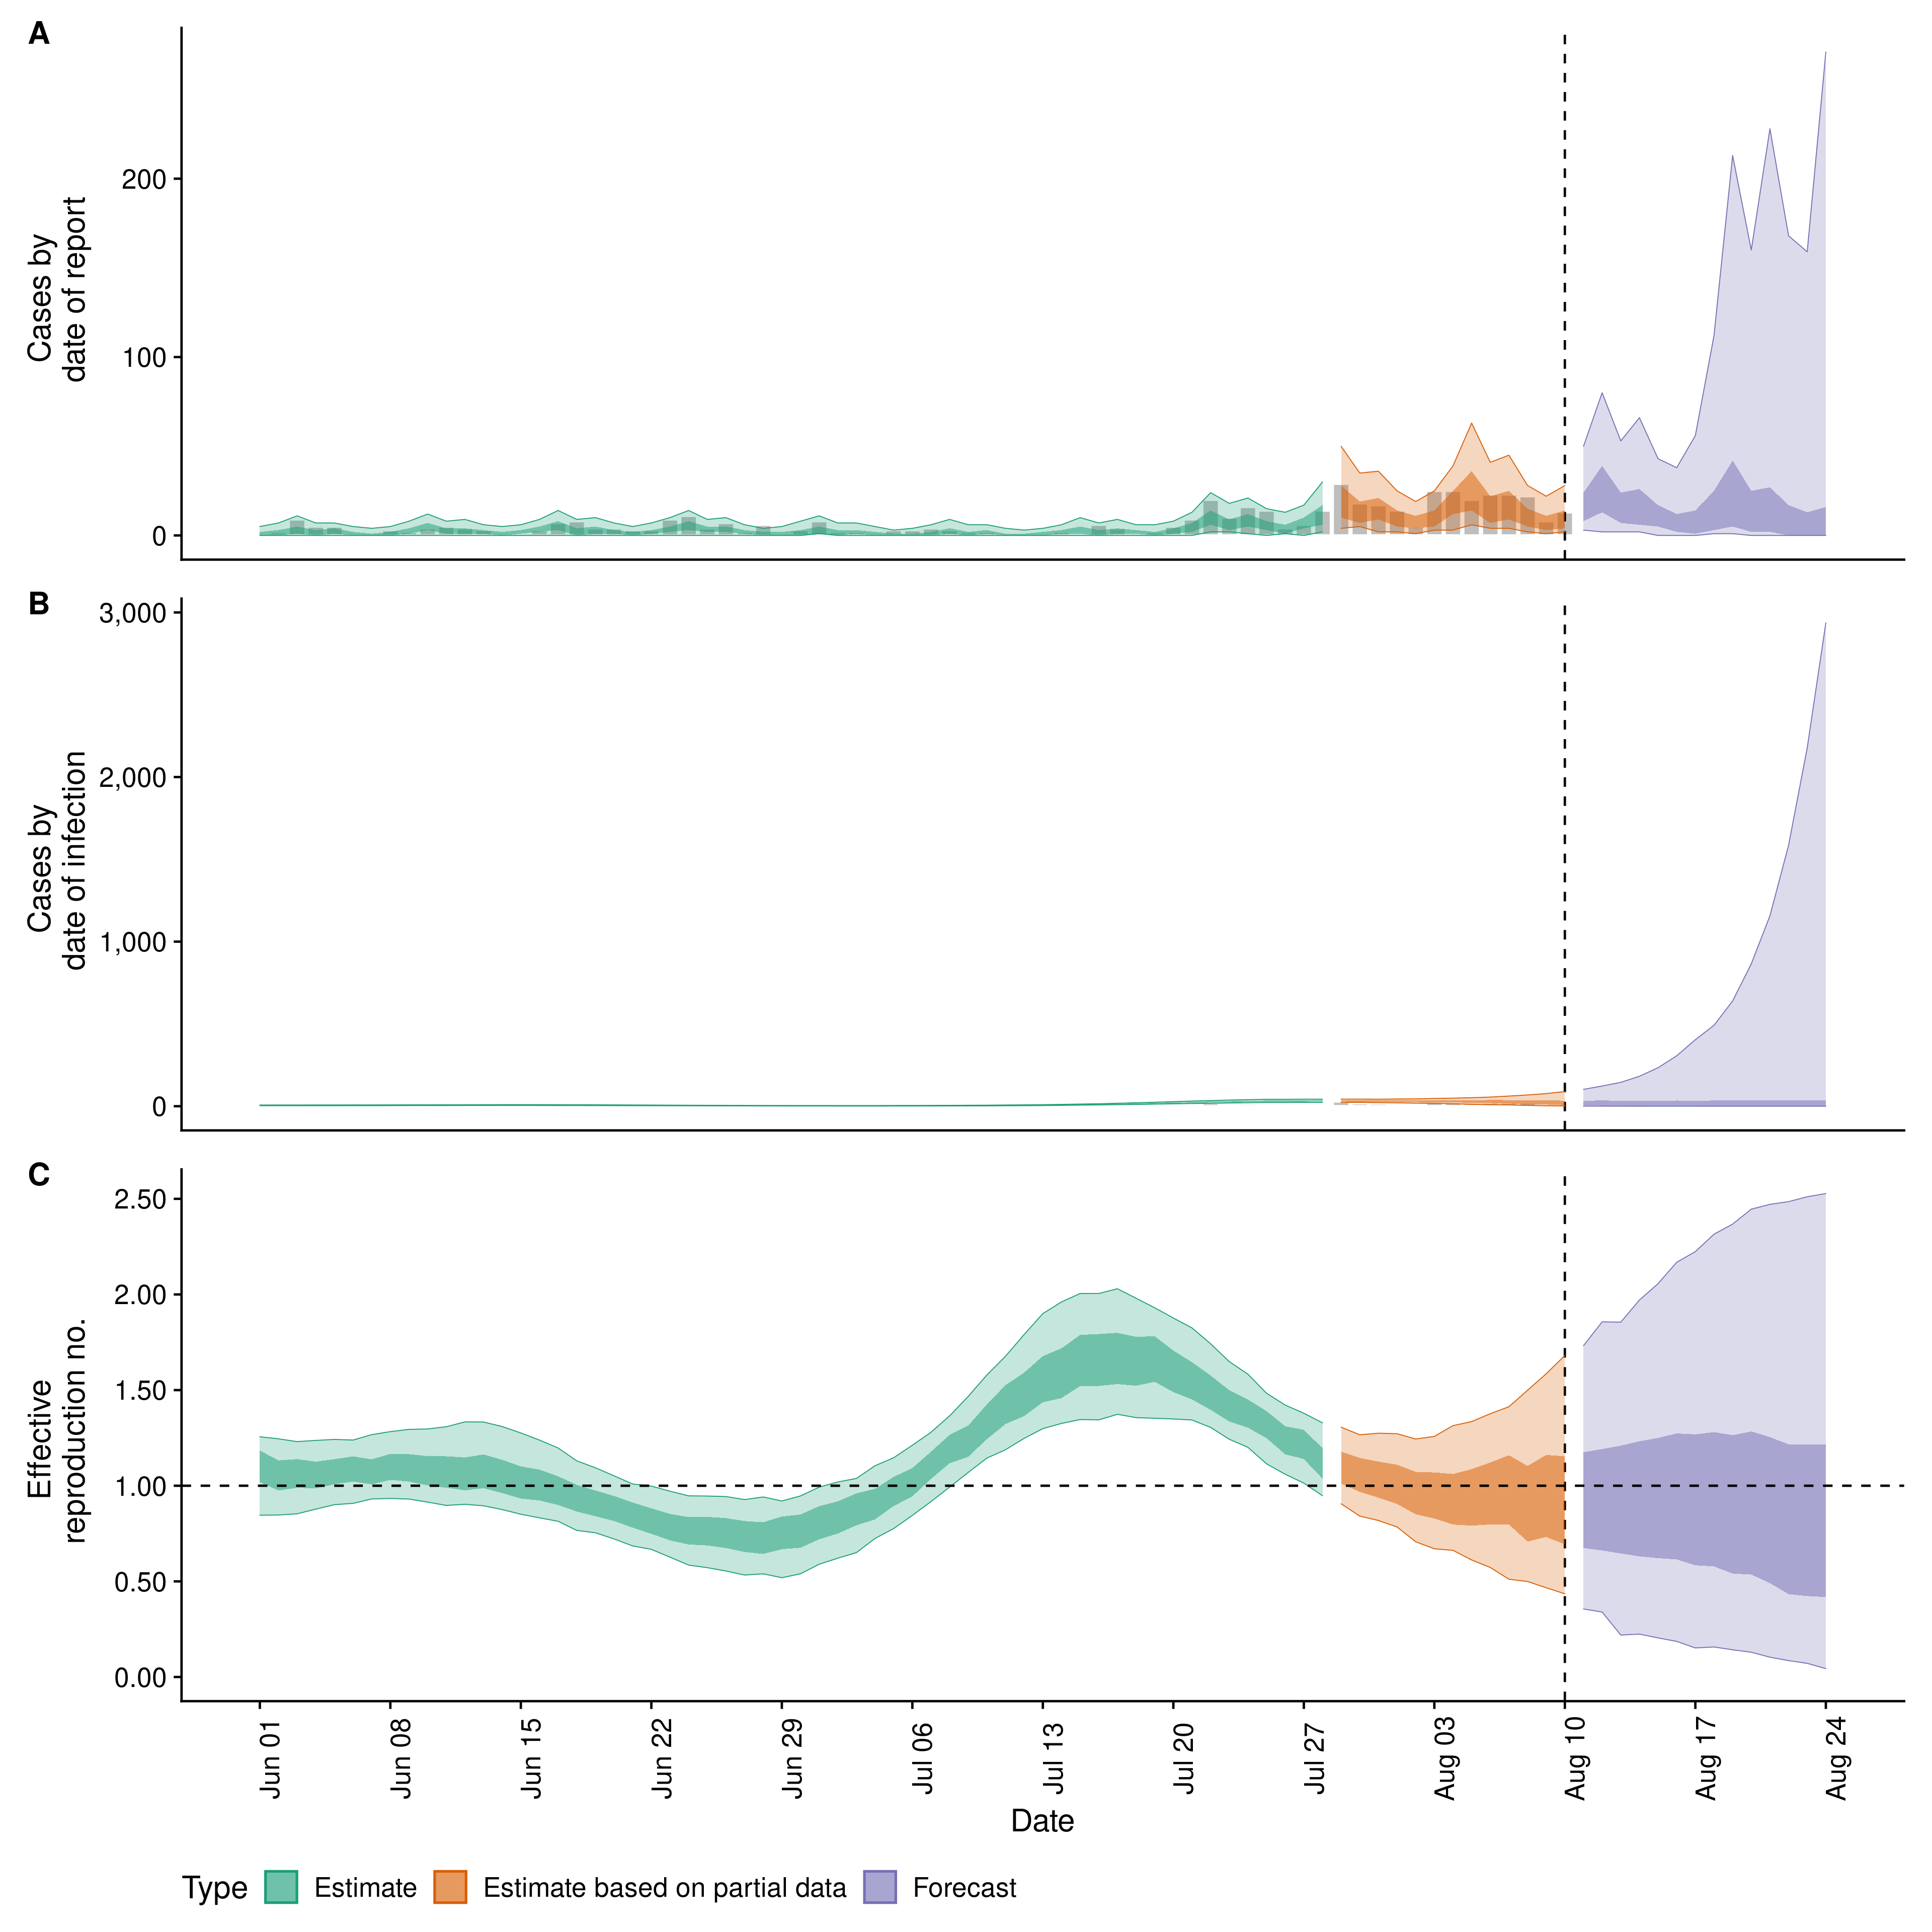 A
Cases by
date of report
200
100
0
B
Cases by
date of infection
3,000
2,000
1,000
0
C
Effective
reproduction no.
2.50
2.00
1.50
1.00
0.50
0.00
Jun 01
Jun 08
Jun 15
Jun 22
Jun 29
Jul 06
Jul 13
Jul 20
Jul 27
Aug 03
Aug 10
Aug 17
Aug 24
Date
Type Estimate Estimate based on partial data Forecast